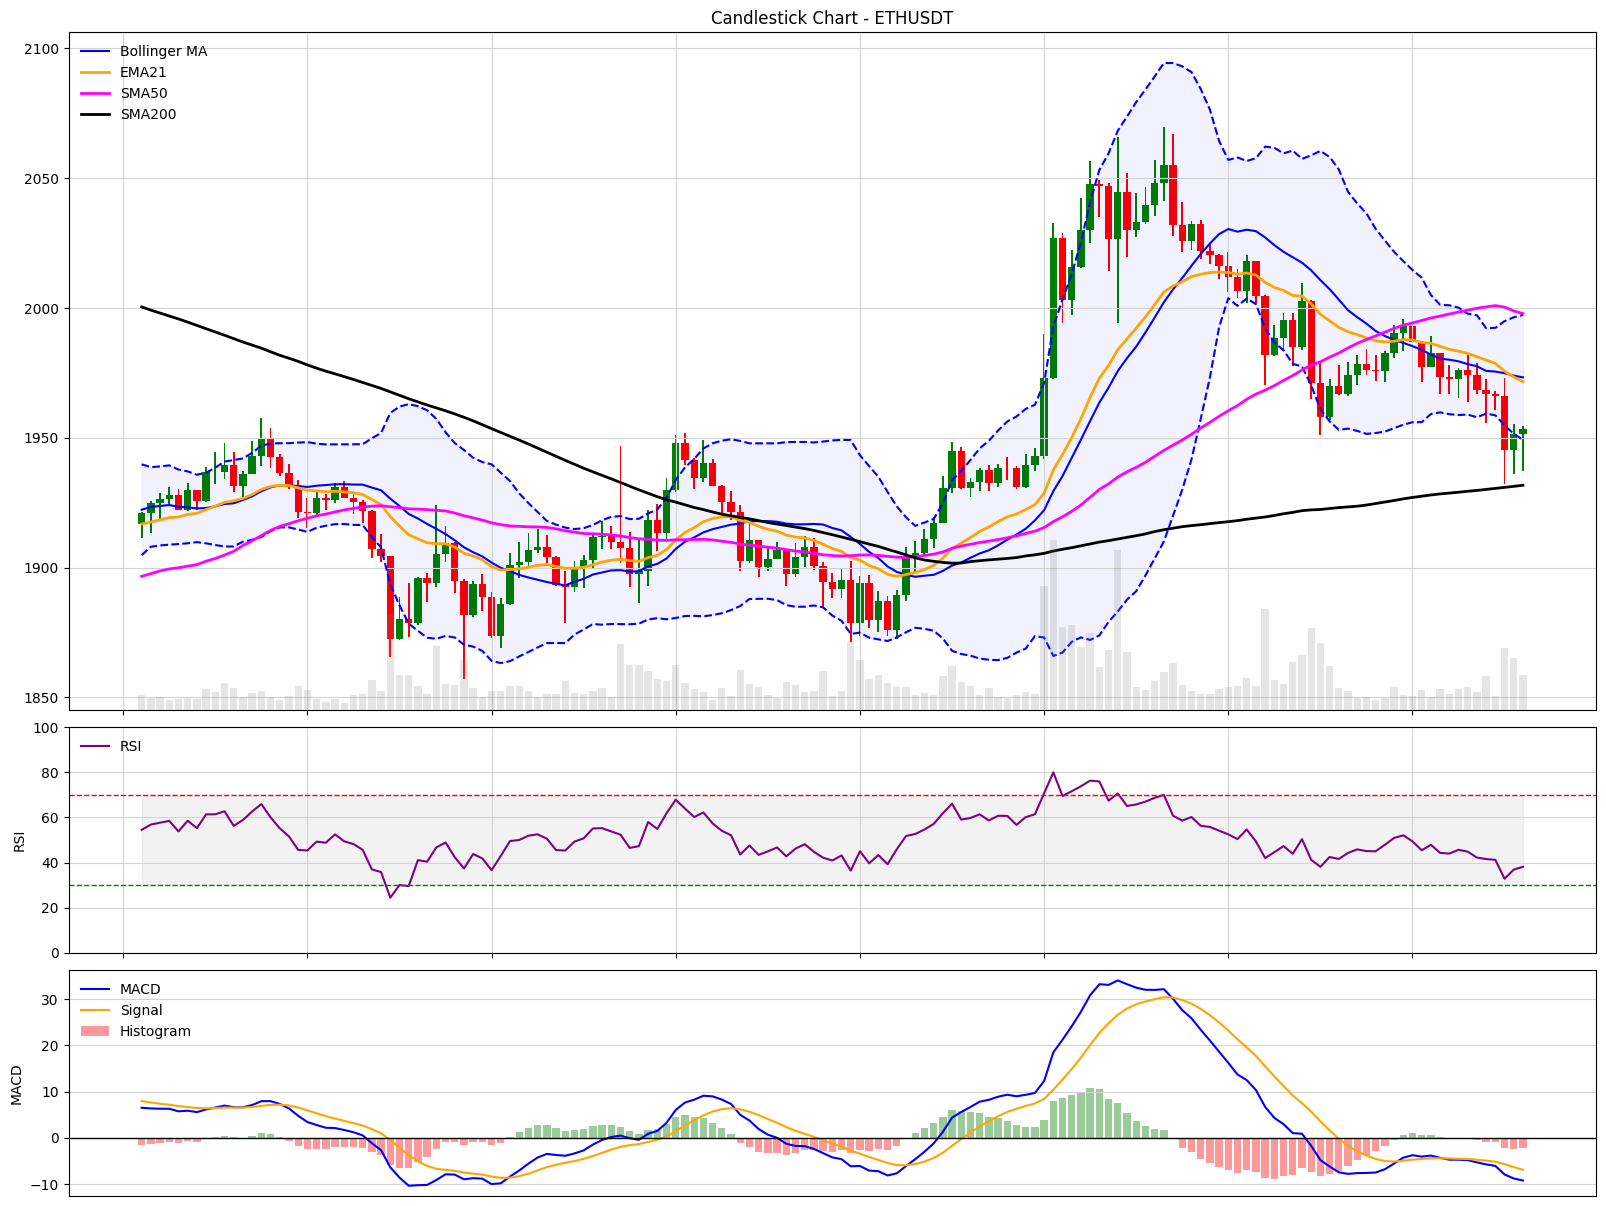 Candlestick Chart - ETHUSDT
Bollinger MA
EMA21
SMA50
SMA200
2100
2050
2000
1950
1900
1850
RSI
RSI
100
80
60
40
20
0
MACD
Signal
Histogram
MACD
30
20
10
0
−10